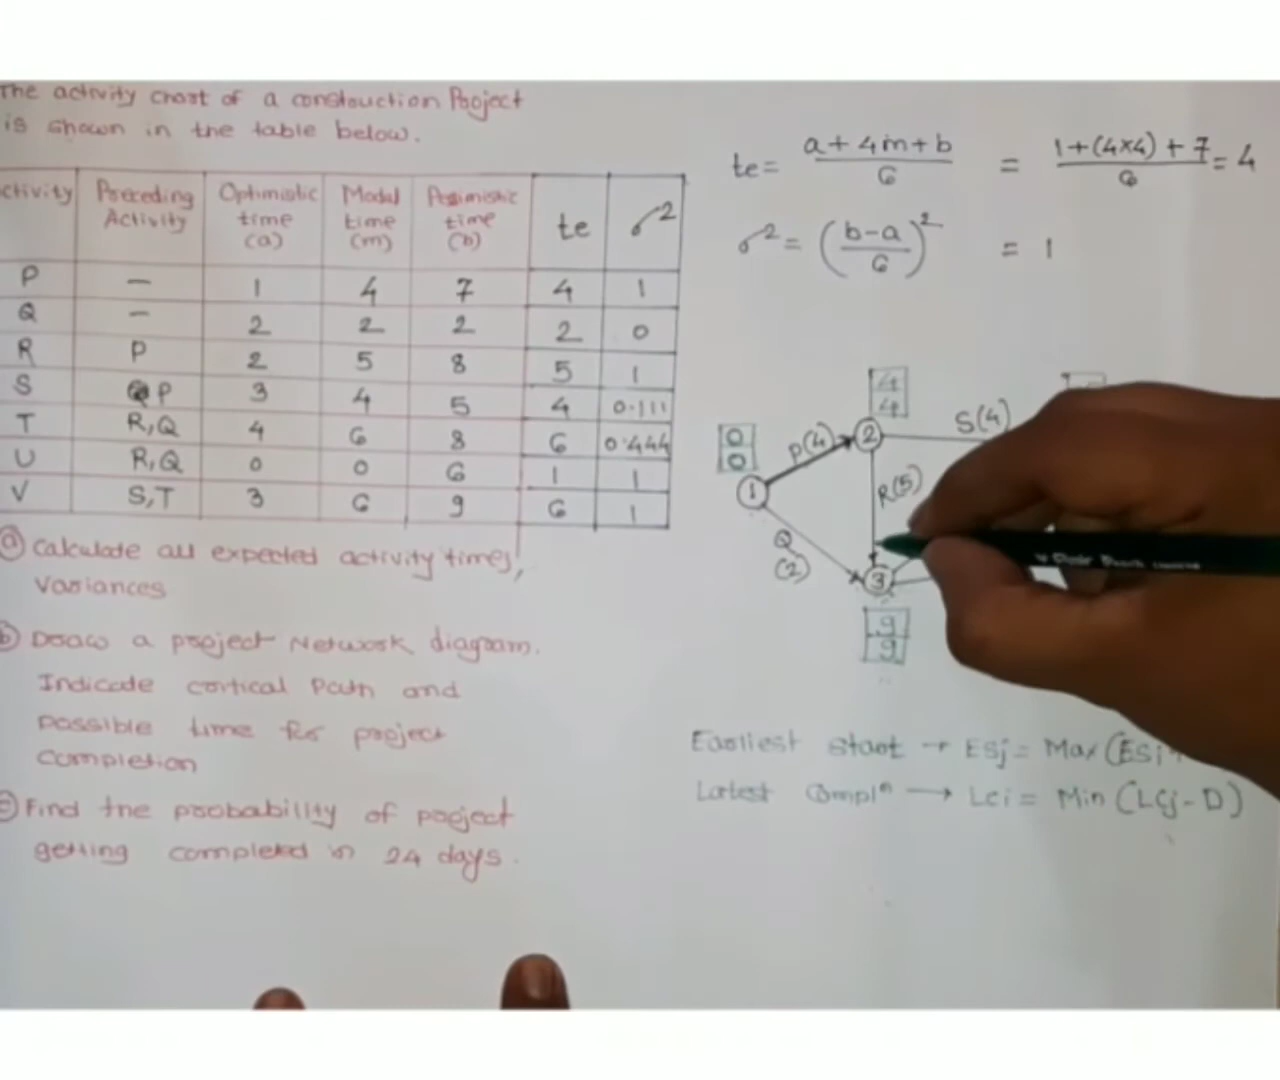 The activity chart of a construction Project
is shown in the table below.
ctivity Preceding Activity Optimistic time (a) Modal time (m) Pessimistic time (b) te σ²
P – 1 4 7 4 1
Q – 2 2 2 2 0
R P 2 5 8 5 1
S P 3 4 5 4 0.111
T R,Q 4 6 8 6 0.444
U R,Q 0 0 6 1 1
V S,T 3 6 9 6 1
(a) Calculate all expected activity times,
Variances
b) Draw a project Network diagram.
Indicate cortical Path and
possible time for project
Completion
c) Find the probability of project
getting completed in 24 days.
te = a + 4m + b / 6 = 1 + (4×4) + 7 / 6 = 4
σ² = (b-a / 6)² = 1
4
4
S(4)
0
0
P(4)
2
1
R(5)
Q
(2)
3
9
9
Earliest start → ESj = Max (ESi
Latest Complⁿ → Lci = Min (LCj - D)